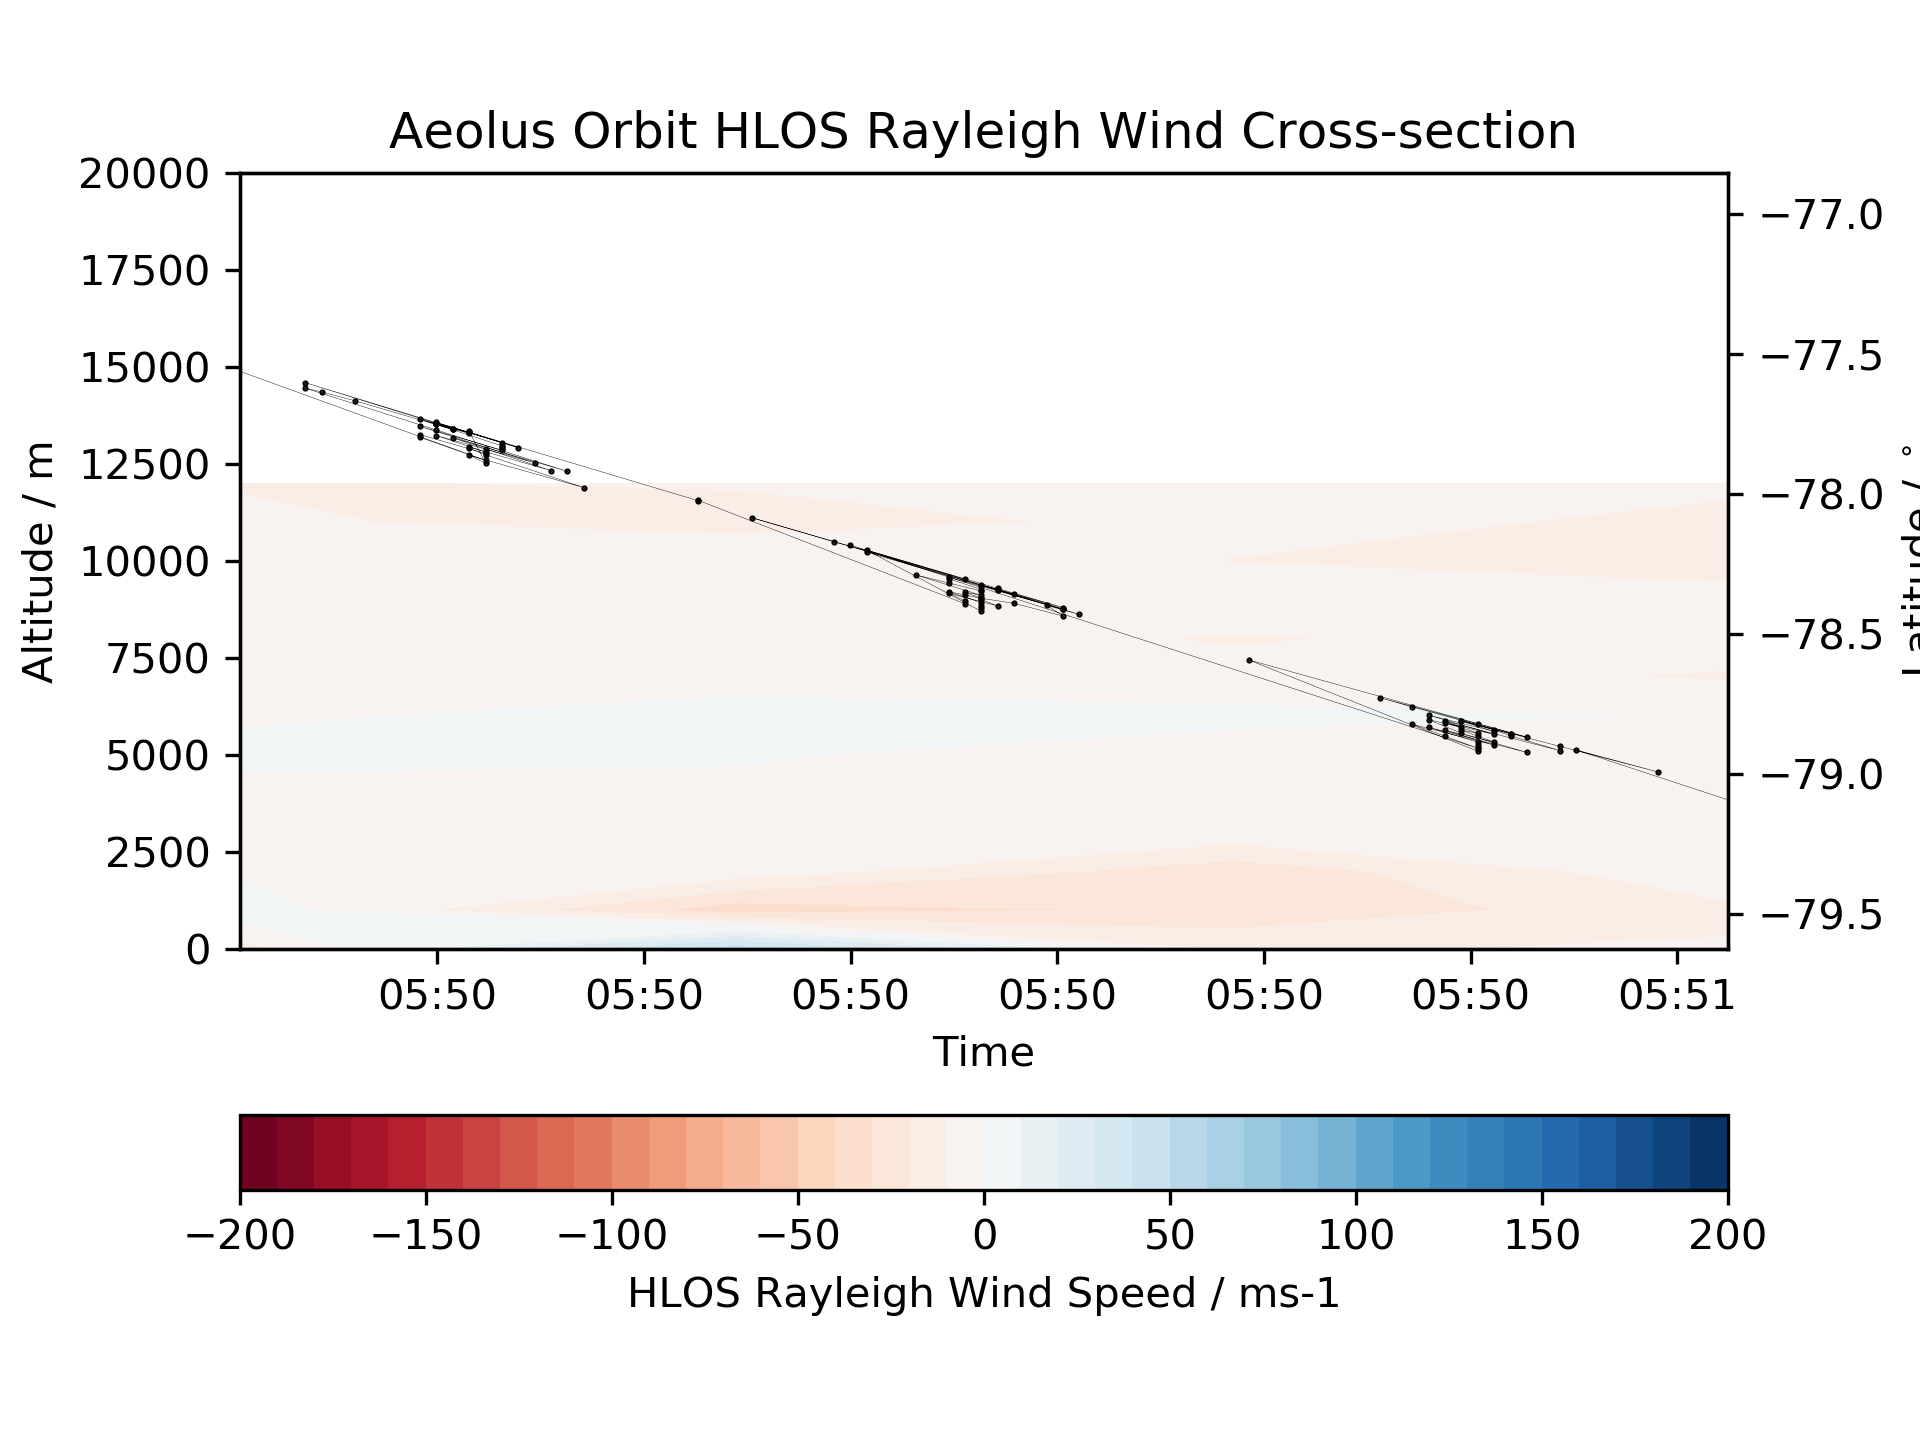 Aeolus Orbit HLOS Rayleigh Wind Cross-section
20000
17500
15000
12500
10000
7500
5000
2500
0
Altitude / m
−77.0
−77.5
−78.0
−78.5
−79.0
−79.5
Latitude / °
05:50 05:50 05:50 05:50 05:50 05:50 05:51
Time
−200 −150 −100 −50 0 50 100 150 200
HLOS Rayleigh Wind Speed / ms-1